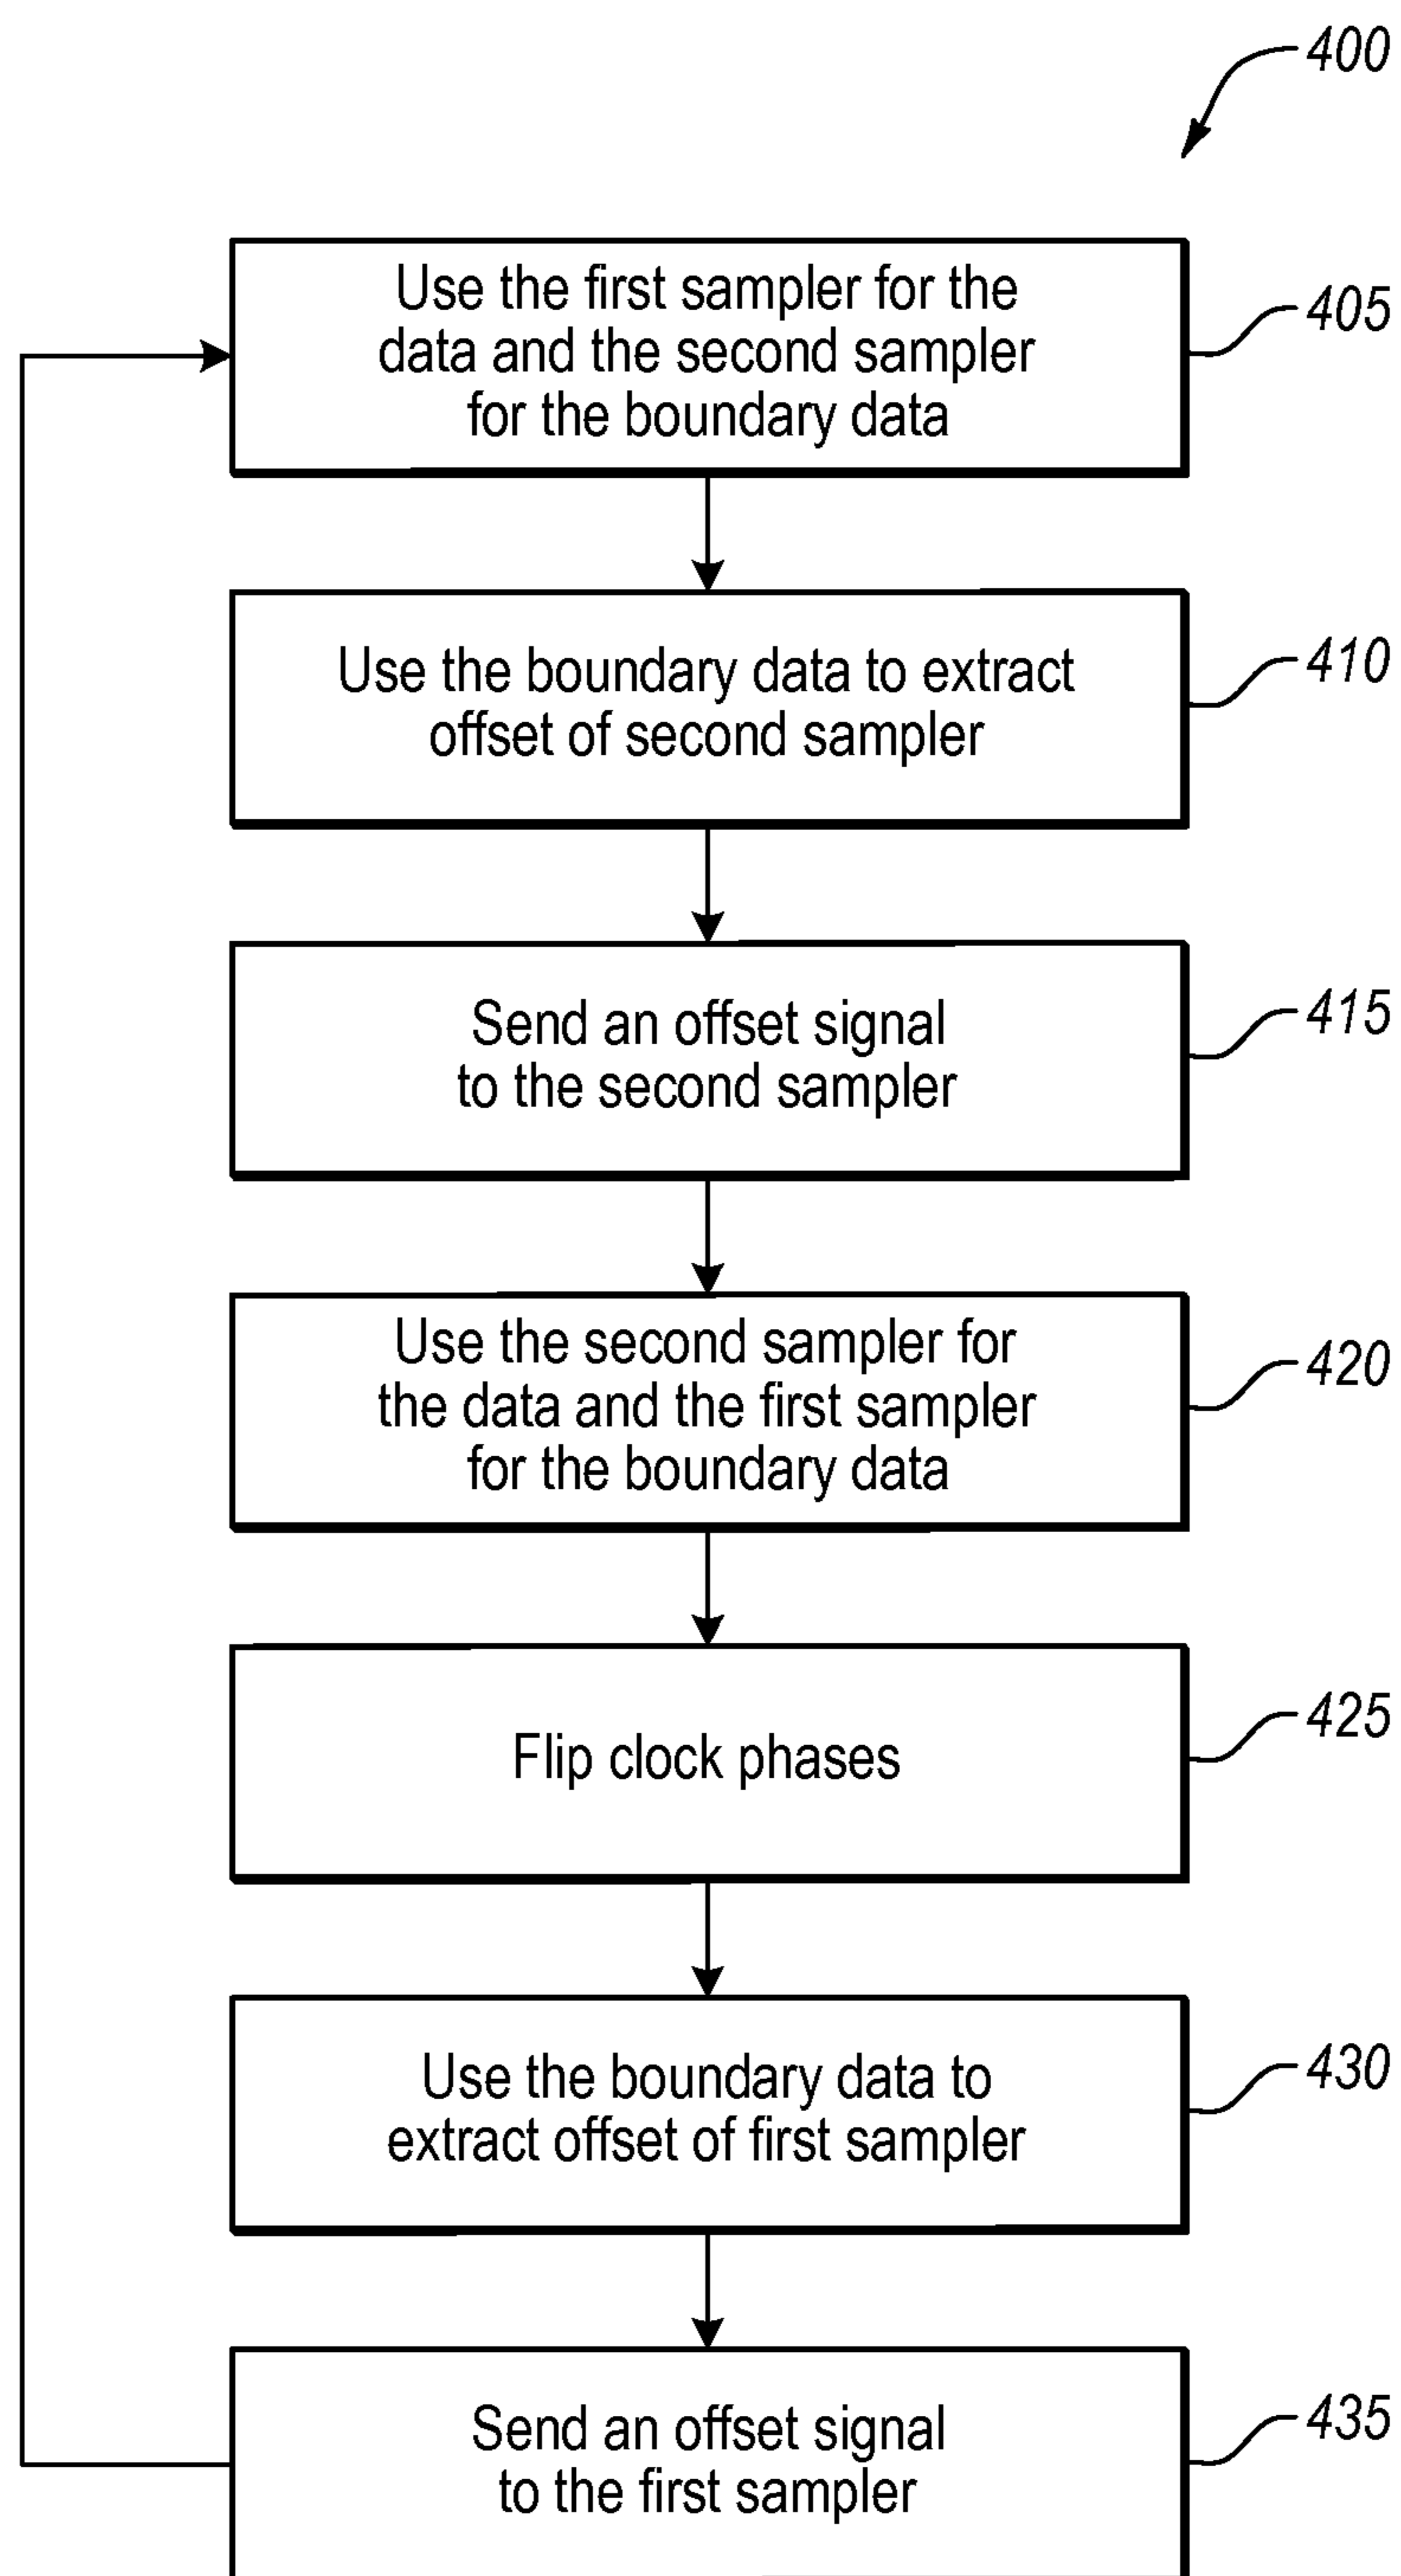 400
Use the first sampler for the
data and the second sampler
for the boundary data
405
Use the boundary data to extract
offset of second sampler
410
Send an offset signal
to the second sampler
415
Use the second sampler for
the data and the first sampler
for the boundary data
420
Flip clock phases
425
Use the boundary data to
extract offset of first sampler
430
Send an offset signal
to the first sampler
435